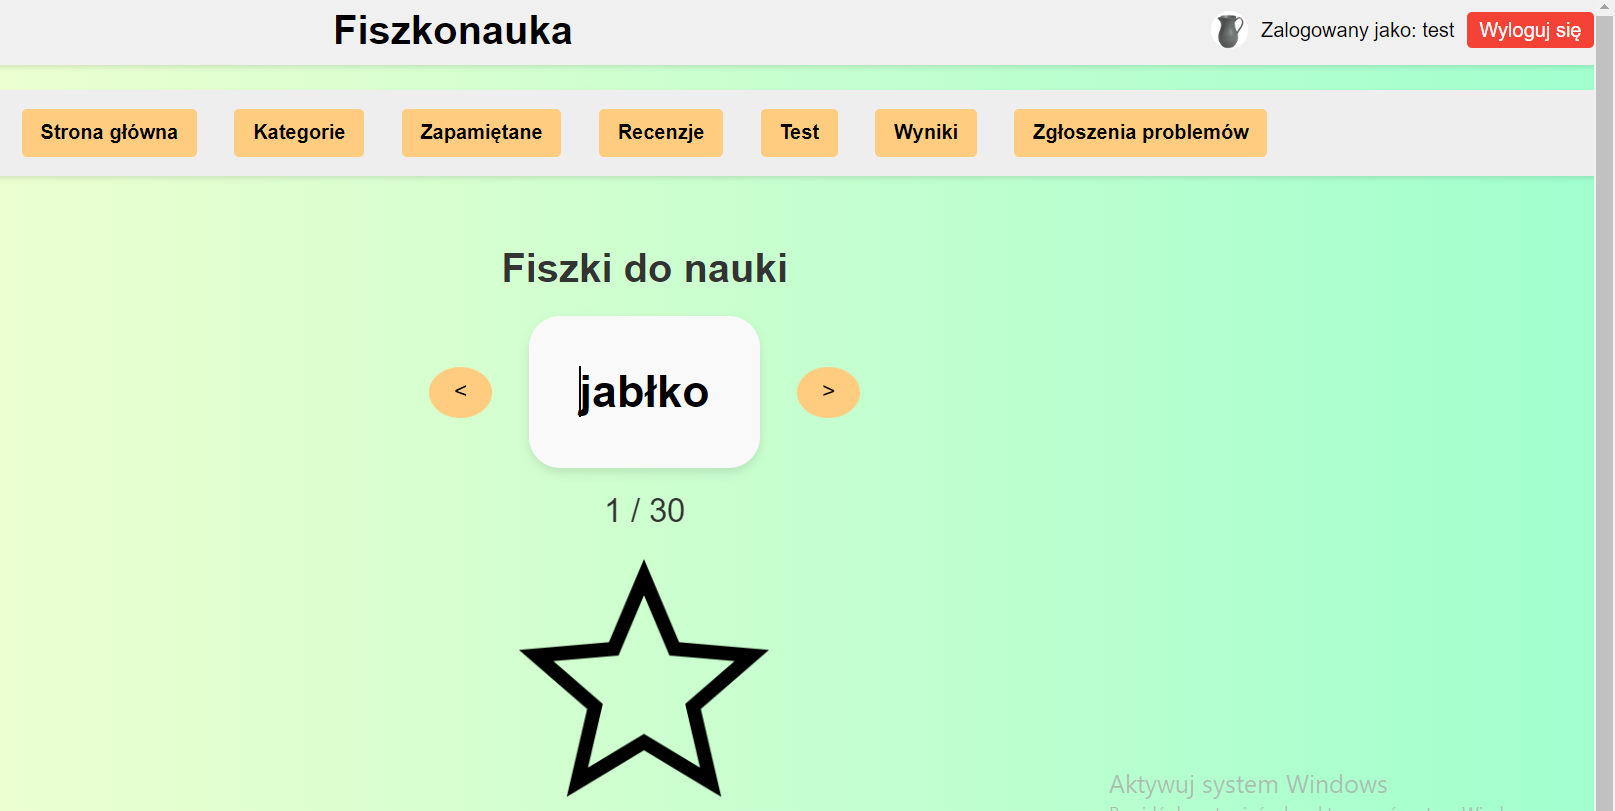 Fiszkonauka
Zalogowany jako: test
Wyloguj się
Strona główna
Kategorie
Zapamiętane
Recenzje
Test
Wyniki
Zgłoszenia problemów
Fiszki do nauki
<
jabłko
>
1 / 30
Aktywuj system Windows